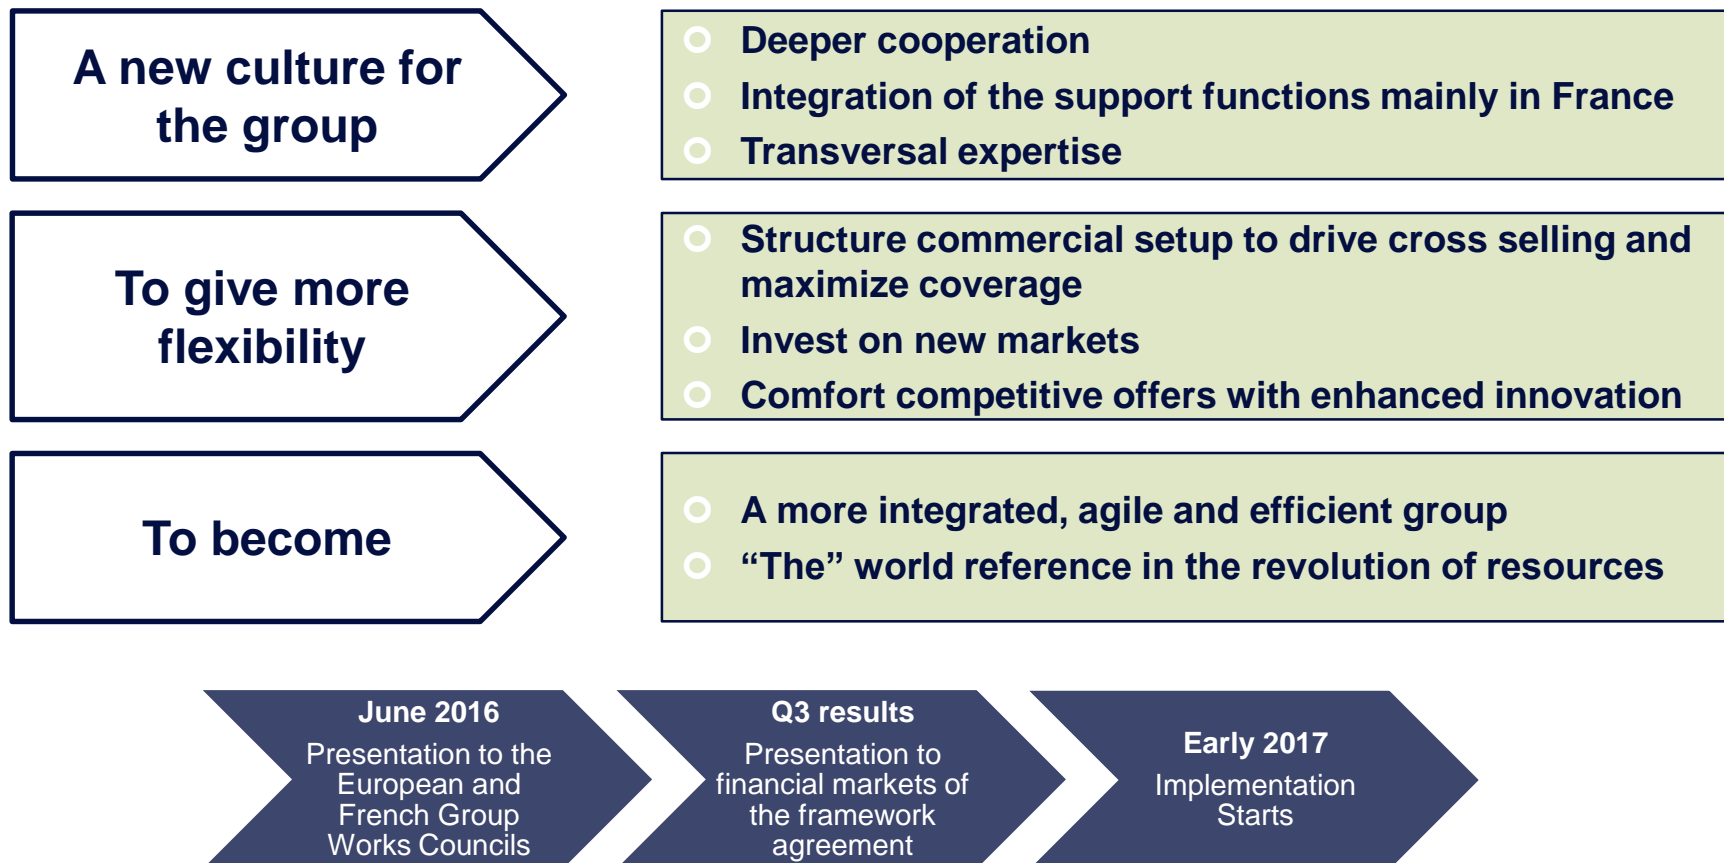 A new culture for
the group
Deeper cooperation
Integration of the support functions mainly in France
Transversal expertise
To give more
flexibility
Structure commercial setup to drive cross selling and
maximize coverage
Invest on new markets
Comfort competitive offers with enhanced innovation
To become
A more integrated, agile and efficient group
“The” world reference in the revolution of resources
June 2016
Presentation to the
European and
French Group
Works Councils
Q3 results
Presentation to
financial markets of
the framework
agreement
Early 2017
Implementation
Starts